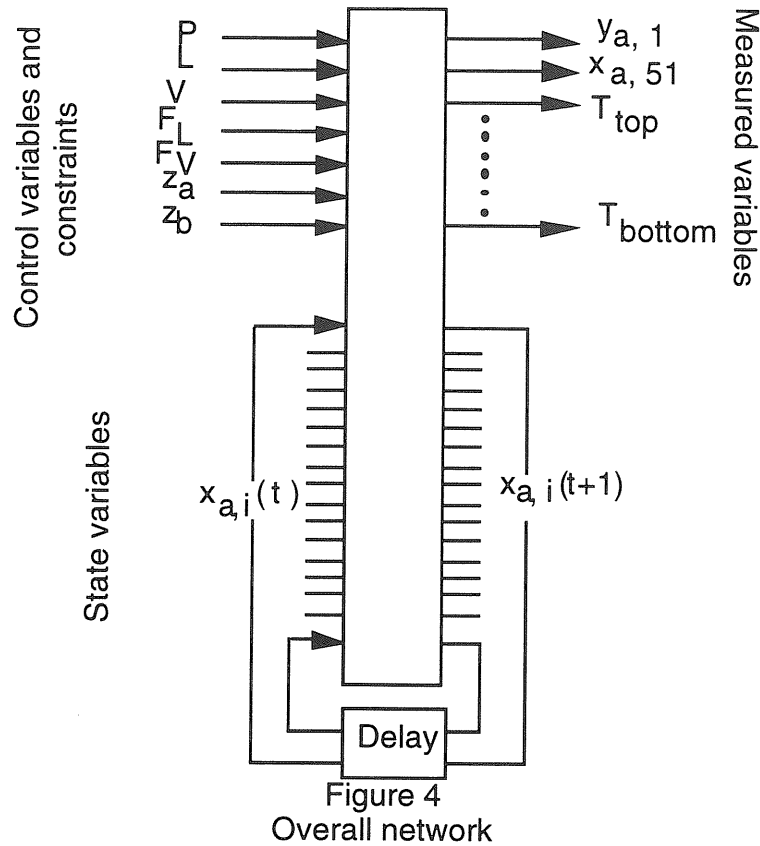 Control variables and
constraints
P
L
V
F_L
F_V
z_a
z_b
y_a, 1
x_a, 51
T_top
T_bottom
Measured variables
State variables
x_a,i(t)
x_a, i(t+1)
Delay
Figure 4
Overall network